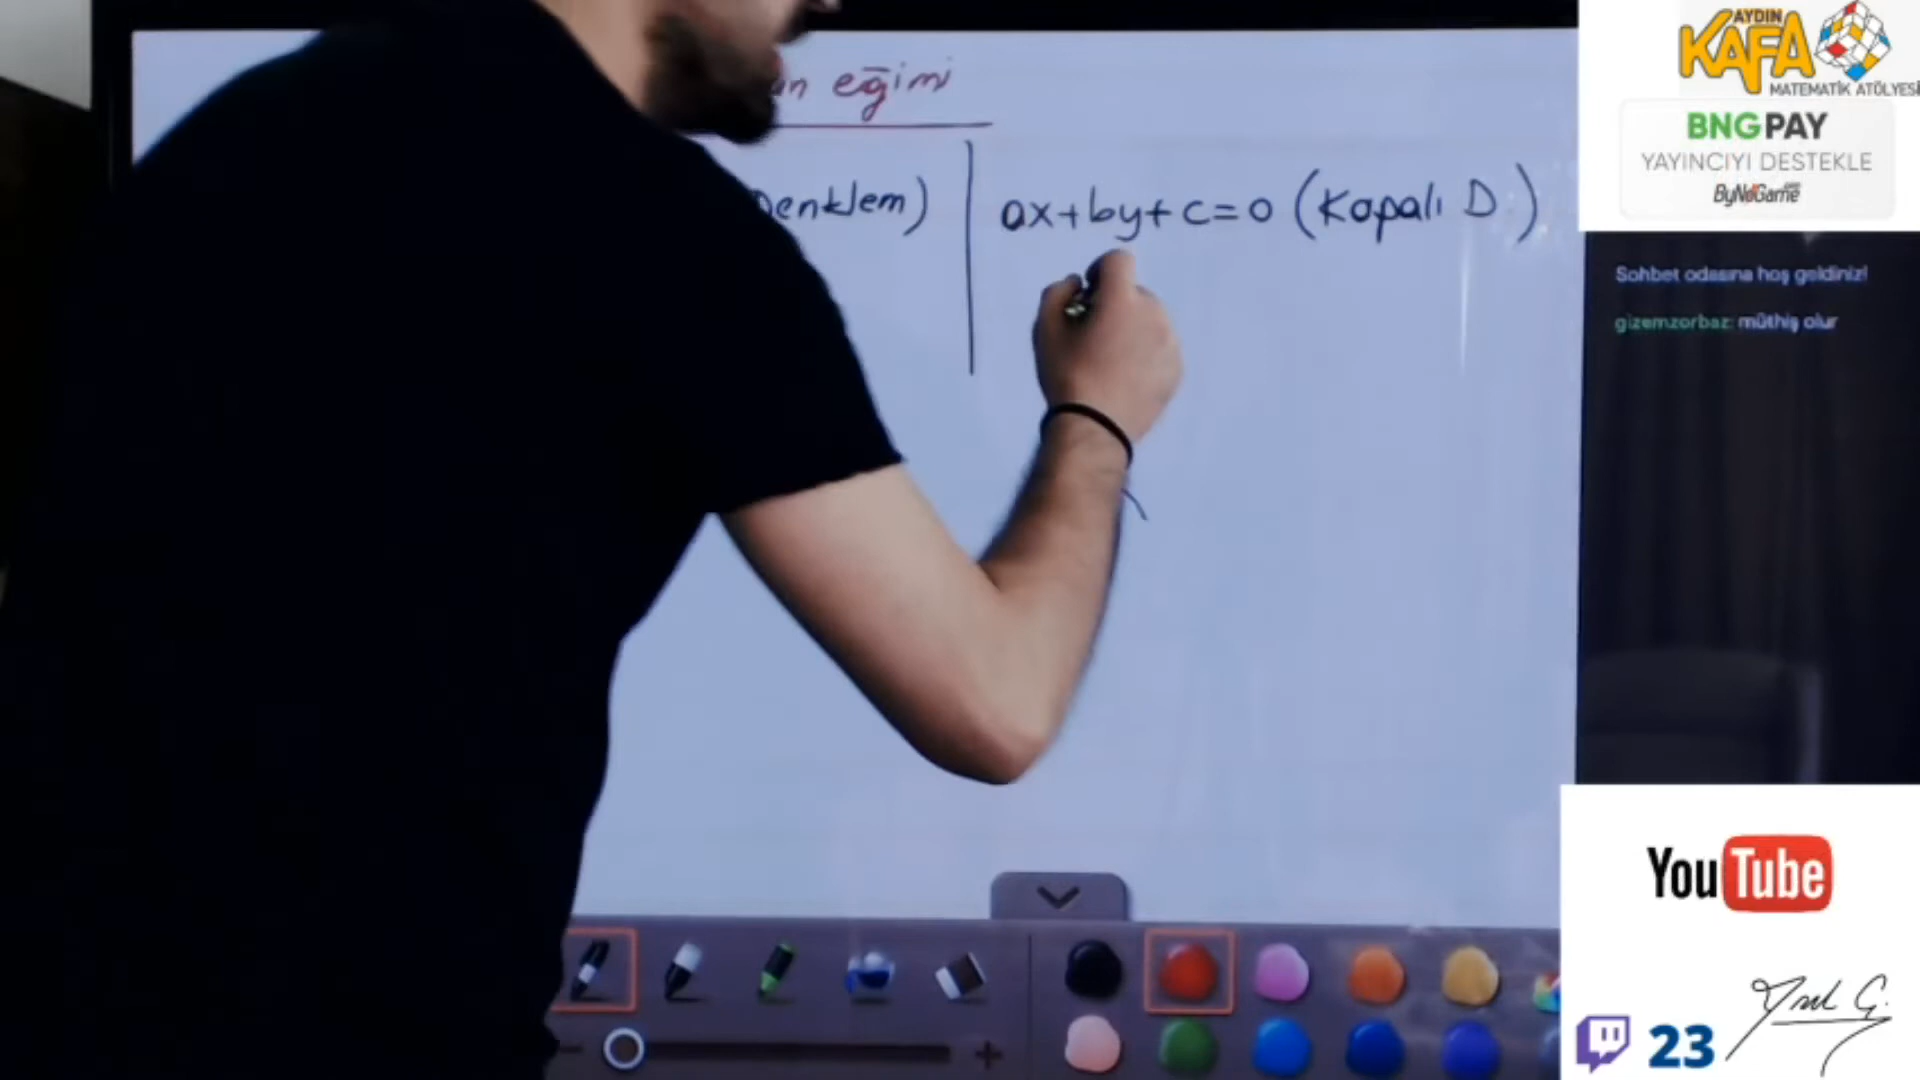 eğimi
Denklem)
ax+by+c=0 (Kapalı D.)
AYDIN
KAFA
MATEMATİK ATÖLYESİ
BNGPAY
YAYINCIYI DESTEKLE
ByNoGame
Sohbet odasına hoş geldiniz!
gizemzorbaz: müthiş olur
YouTube
23